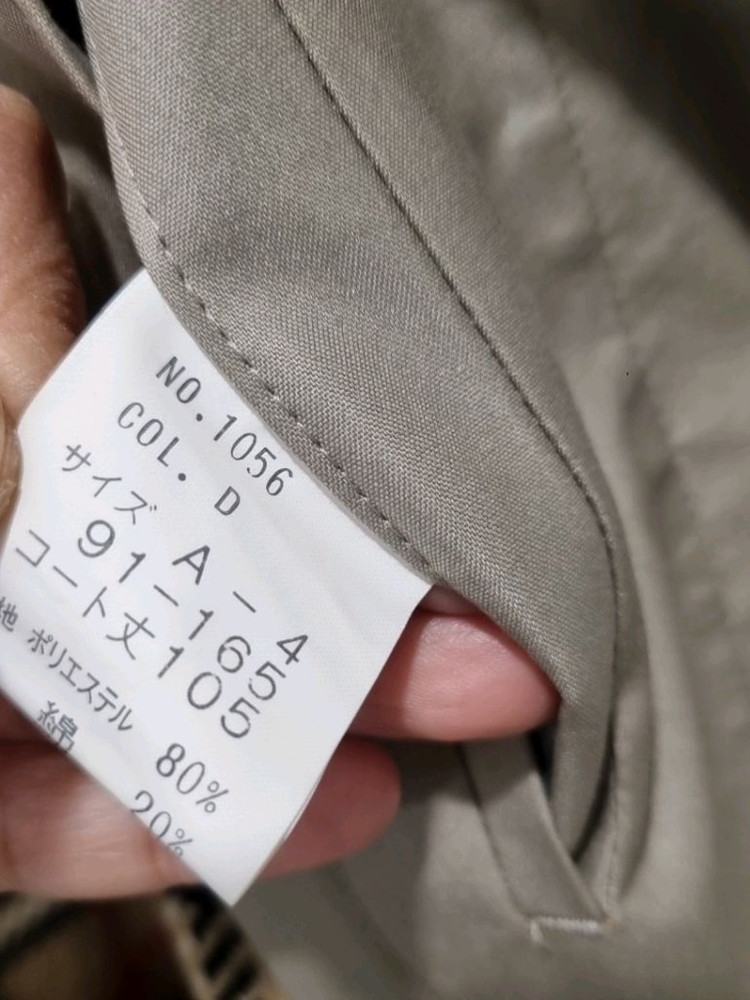 NO.1056
COL. D
サイズ A-4
91-165
コート丈105
地 ポリエステル 80%
綿 20%